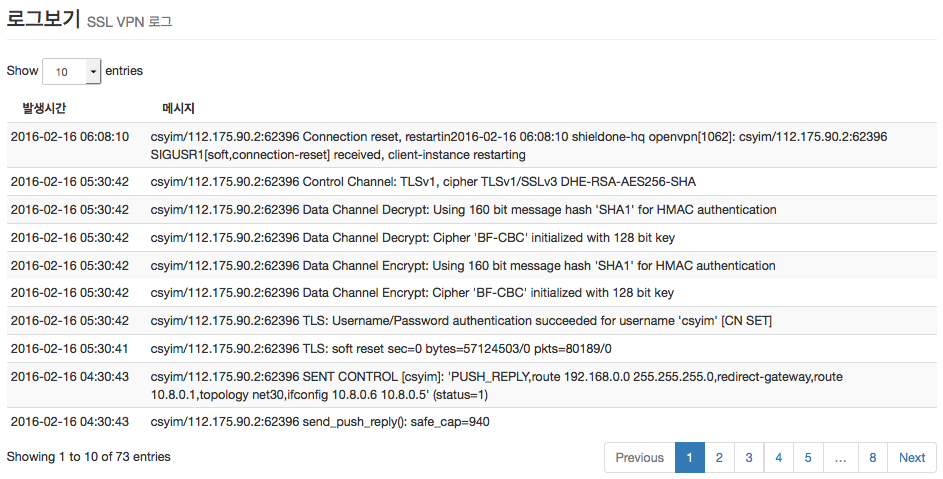 로그보기 SSL VPN 로그
Show 10 entries
발생시간 메시지
2016-02-16 06:08:10 csyim/112.175.90.2:62396 Connection reset, restartin2016-02-16 06:08:10 shieldone-hq openvpn[1062]: csyim/112.175.90.2:62396
SIGUSR1[soft,connection-reset] received, client-instance restarting
2016-02-16 05:30:42 csyim/112.175.90.2:62396 Control Channel: TLSv1, cipher TLSv1/SSLv3 DHE-RSA-AES256-SHA
2016-02-16 05:30:42 csyim/112.175.90.2:62396 Data Channel Decrypt: Using 160 bit message hash 'SHA1' for HMAC authentication
2016-02-16 05:30:42 csyim/112.175.90.2:62396 Data Channel Decrypt: Cipher 'BF-CBC' initialized with 128 bit key
2016-02-16 05:30:42 csyim/112.175.90.2:62396 Data Channel Encrypt: Using 160 bit message hash 'SHA1' for HMAC authentication
2016-02-16 05:30:42 csyim/112.175.90.2:62396 Data Channel Encrypt: Cipher 'BF-CBC' initialized with 128 bit key
2016-02-16 05:30:42 csyim/112.175.90.2:62396 TLS: Username/Password authentication succeeded for username 'csyim' [CN SET]
2016-02-16 05:30:41 csyim/112.175.90.2:62396 TLS: soft reset sec=0 bytes=57124503/0 pkts=80189/0
2016-02-16 04:30:43 csyim/112.175.90.2:62396 SENT CONTROL [csyim]: 'PUSH_REPLY,route 192.168.0.0 255.255.255.0,redirect-gateway,route
10.8.0.1,topology net30,ifconfig 10.8.0.6 10.8.0.5' (status=1)
2016-02-16 04:30:43 csyim/112.175.90.2:62396 send_push_reply(): safe_cap=940
Showing 1 to 10 of 73 entries Previous 1 2 3 4 5 … 8 Next